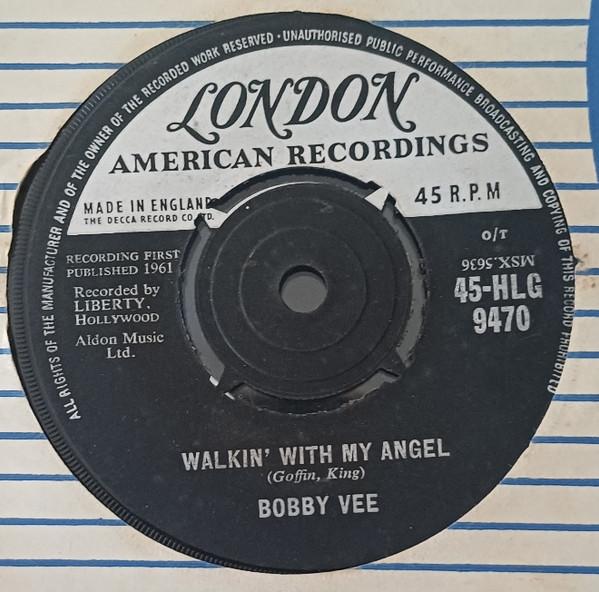 ALL RIGHTS OF THE MANUFACTURER AND OF THE OWNER OF THE RECORDED WORK RESERVED · UNAUTHORISED PUBLIC PERFORMANCE BROADCASTING AND COPYING OF THIS RECORD PROHIBITED
LONDON
AMERICAN RECORDINGS
MADE IN ENGLAND
THE DECCA RECORD CO. LTD.
45 R.P.M
RECORDING FIRST
PUBLISHED 1961
Recorded by
LIBERTY,
HOLLYWOOD
Aldon Music
Ltd.
O/T
MSX.5636
45-HLG
9470
WALKIN' WITH MY ANGEL
(Goffin, King)
BOBBY VEE